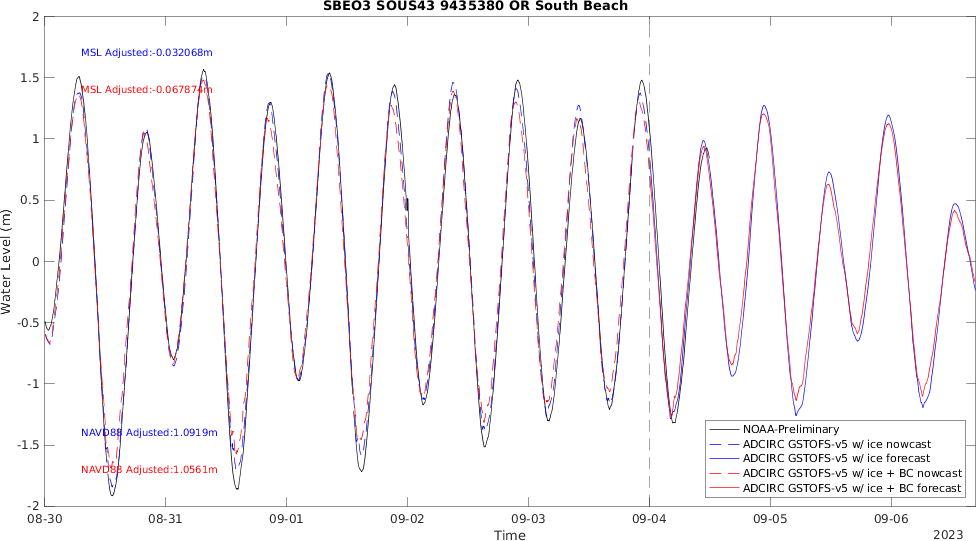 SBEO3 SOUS43 9435380 OR South Beach
2
MSL Adjusted:-0.032068m
1.5
MSL Adjusted:-0.067874m
1
0.5
0
-0.5
-1
NAVD88 Adjusted:1.0919m
-1.5
NAVD88 Adjusted:1.0561m
-2
Water Level (m)
NOAA-Preliminary
ADCIRC GSTOFS-v5 w/ ice nowcast
ADCIRC GSTOFS-v5 w/ ice forecast
ADCIRC GSTOFS-v5 w/ ice + BC nowcast
ADCIRC GSTOFS-v5 w/ ice + BC forecast
08-30 08-31 09-01 09-02 09-03 09-04 09-05 09-06
Time
2023